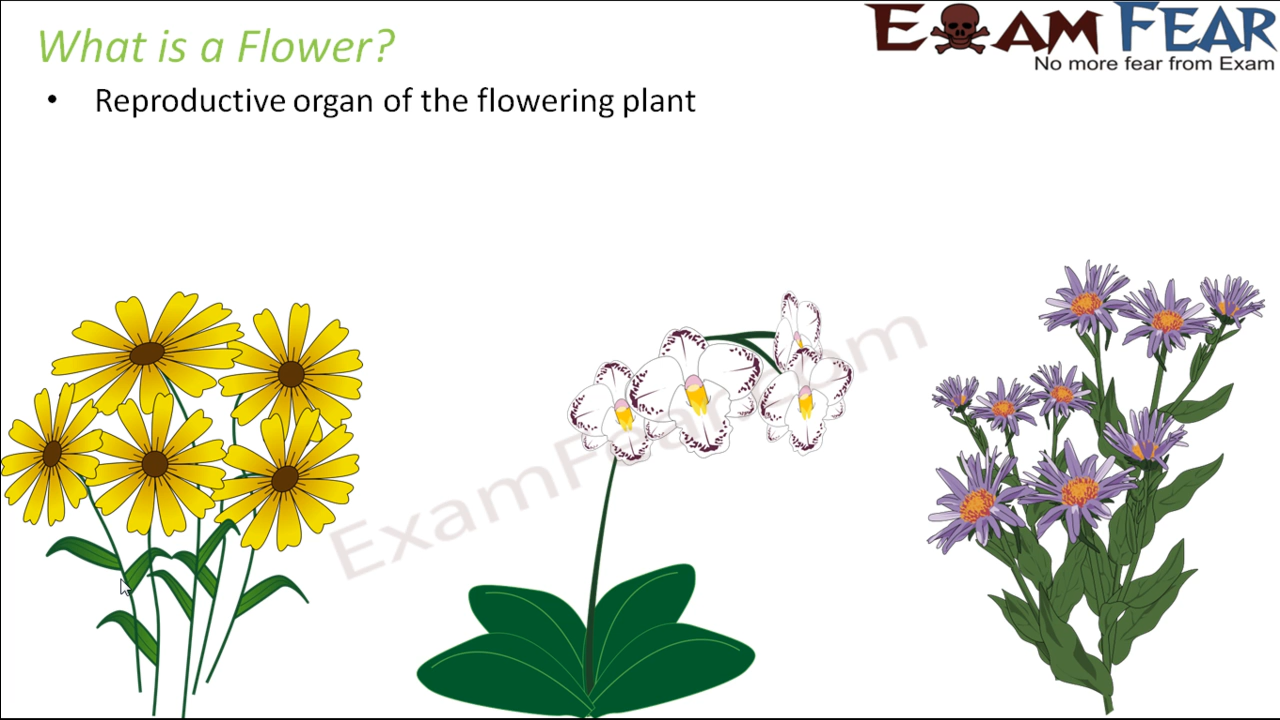 What is a Flower?
EXAM FEAR
No more fear from Exam
• Reproductive organ of the flowering plant
ExamFear.com